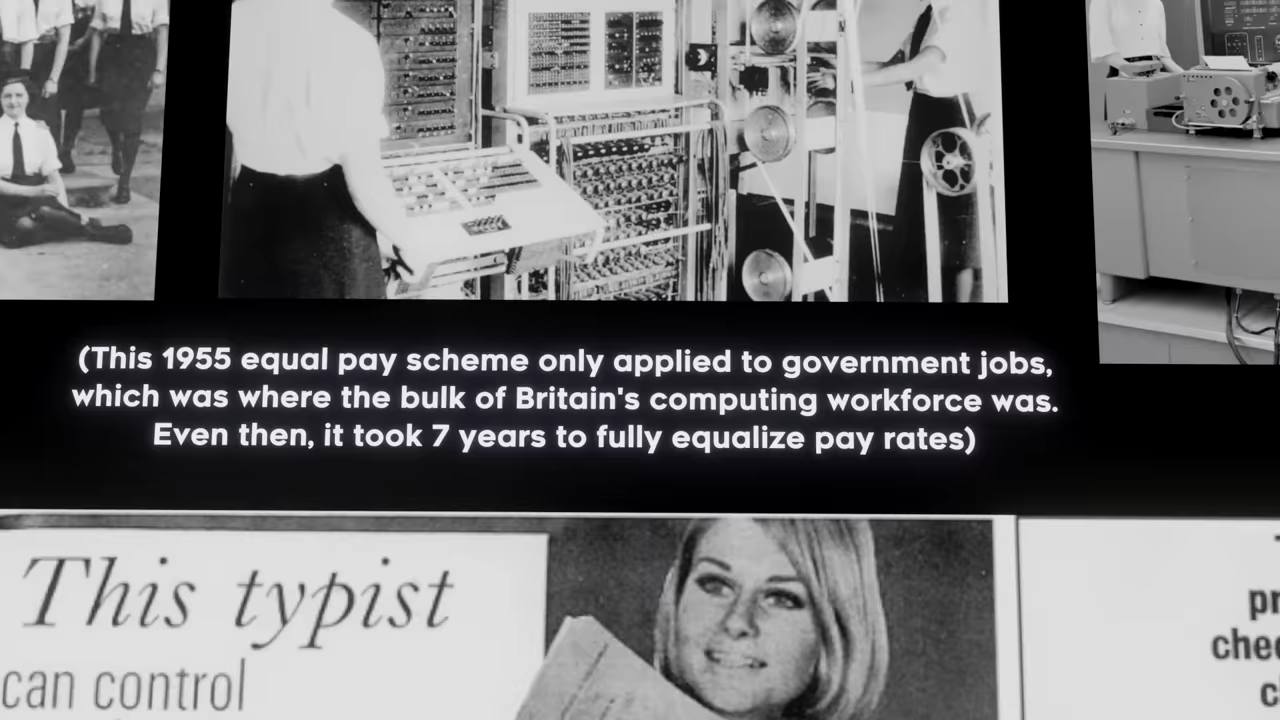 (This 1955 equal pay scheme only applied to government jobs,
which was where the bulk of Britain's computing workforce was.
Even then, it took 7 years to fully equalize pay rates)
This typist
can control